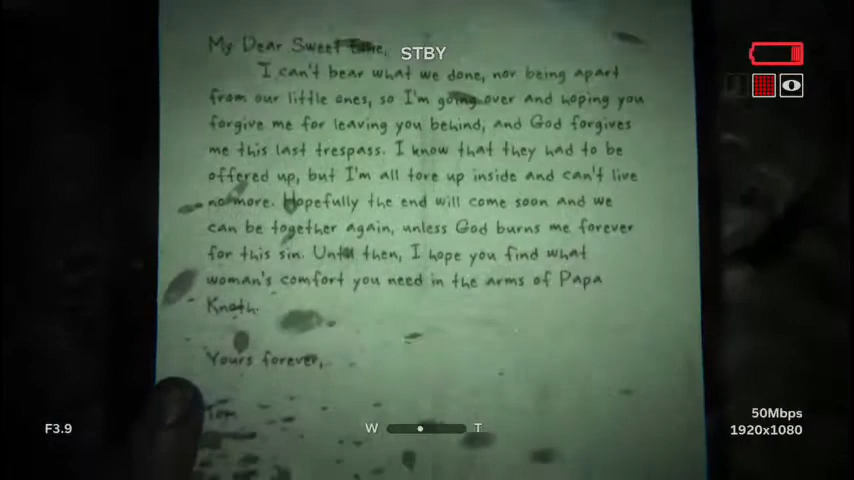 My Dear Sweet
STBY
I can't bear what we done, nor being apart
from our little ones, so I'm going over and hoping you
forgive me for leaving you behind, and God forgives
me this last trespass. I know that they had to be
offered up, but I'm all tore up inside and can't live
no more. Hopefully the end will come soon and we
can be together again, unless God burns me forever
for this sin. Until then, I hope you find what
woman's comfort you need in the arms of Papa
Knoth.
Yours forever,
Tom
F3.9
W T
50Mbps
1920x1080